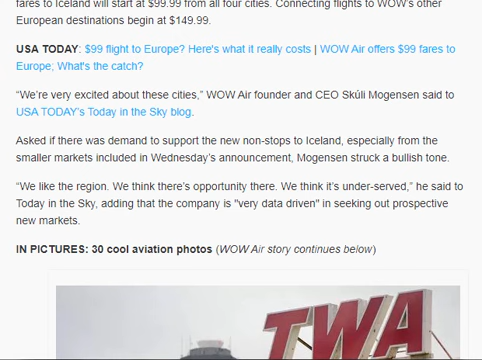 fares to Iceland will start at $99.99 from all four cities. Connecting flights to WOW’s other
European destinations begin at $149.99.
USA TODAY: $99 flight to Europe? Here's what it really costs | WOW Air offers $99 fares to
Europe; What's the catch?
“We’re very excited about these cities,” WOW Air founder and CEO Skúli Mogensen said to
USA TODAY’s Today in the Sky blog.
Asked if there was demand to support the new non-stops to Iceland, especially from the
smaller markets included in Wednesday’s announcement, Mogensen struck a bullish tone.
“We like the region. We think there’s opportunity there. We think it’s under-served,” he said to
Today in the Sky, adding that the company is "very data driven” in seeking out prospective
new markets.
IN PICTURES: 30 cool aviation photos (WOW Air story continues below)
TWA